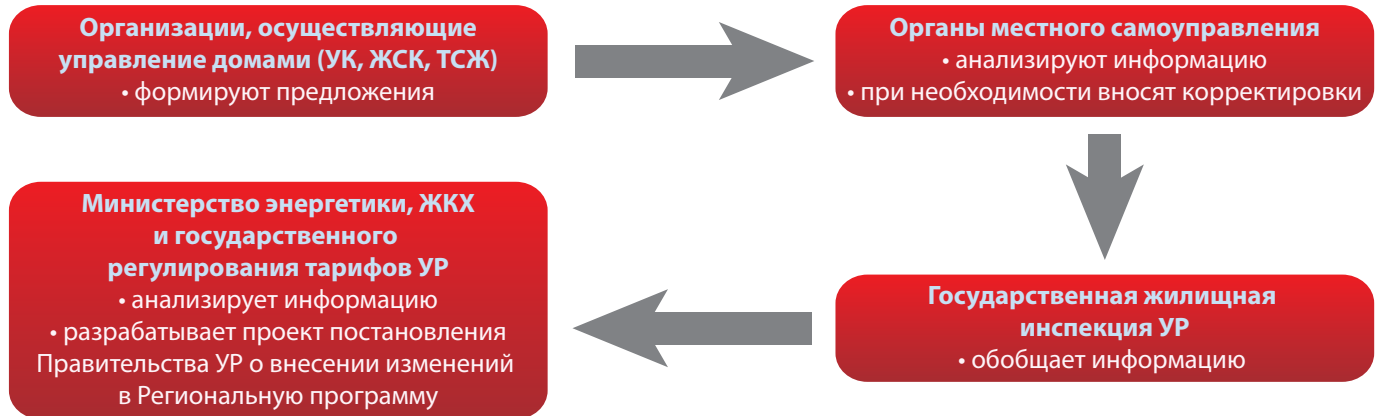 Организации, осуществляющие
управление домами (УК, ЖСК, ТСЖ)
• формируют предложения
Органы местного самоуправления
• анализируют информацию
• при необходимости вносят корректировки
Государственная жилищная
инспекция УР
• обобщает информацию
Министерство энергетики, ЖКХ
и государственного
регулирования тарифов УР
• анализирует информацию
• разрабатывает проект постановления
Правительства УР о внесении изменений
в Региональную программу